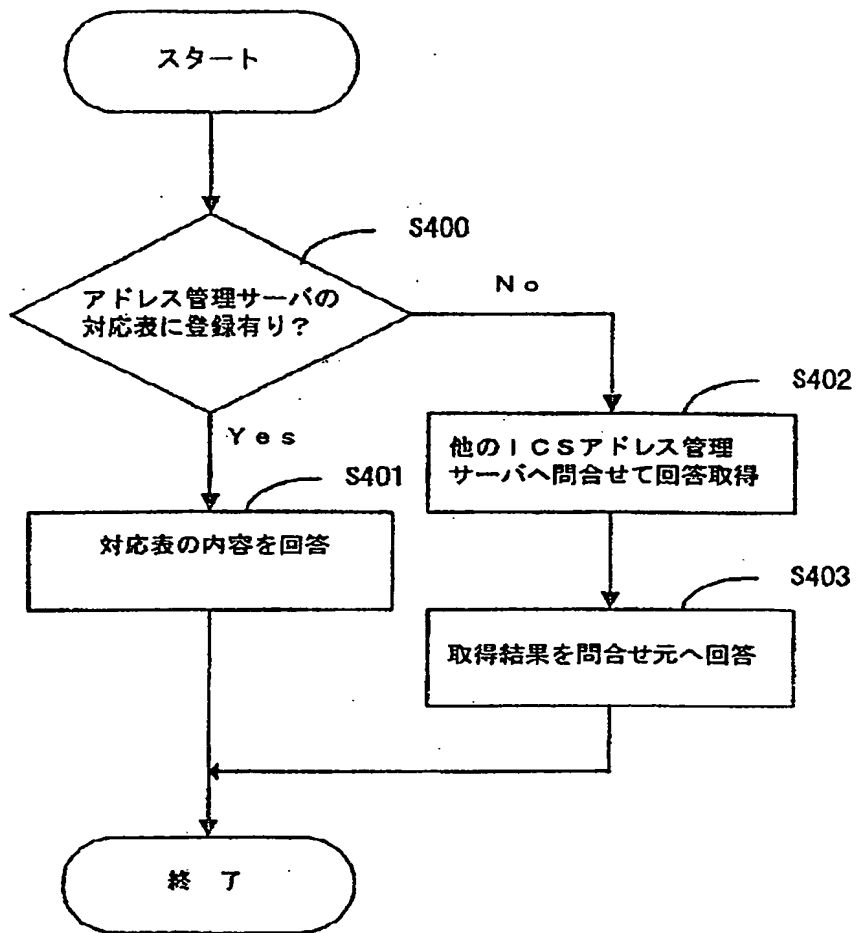 スタート
S400
アドレス管理サーバの
対応表に登録有り？
No
S402
Yes
他のICSアドレス管理
サーバへ問合せて回答取得
S401
対応表の内容を回答
S403
取得結果を問合せ元へ回答
終 了